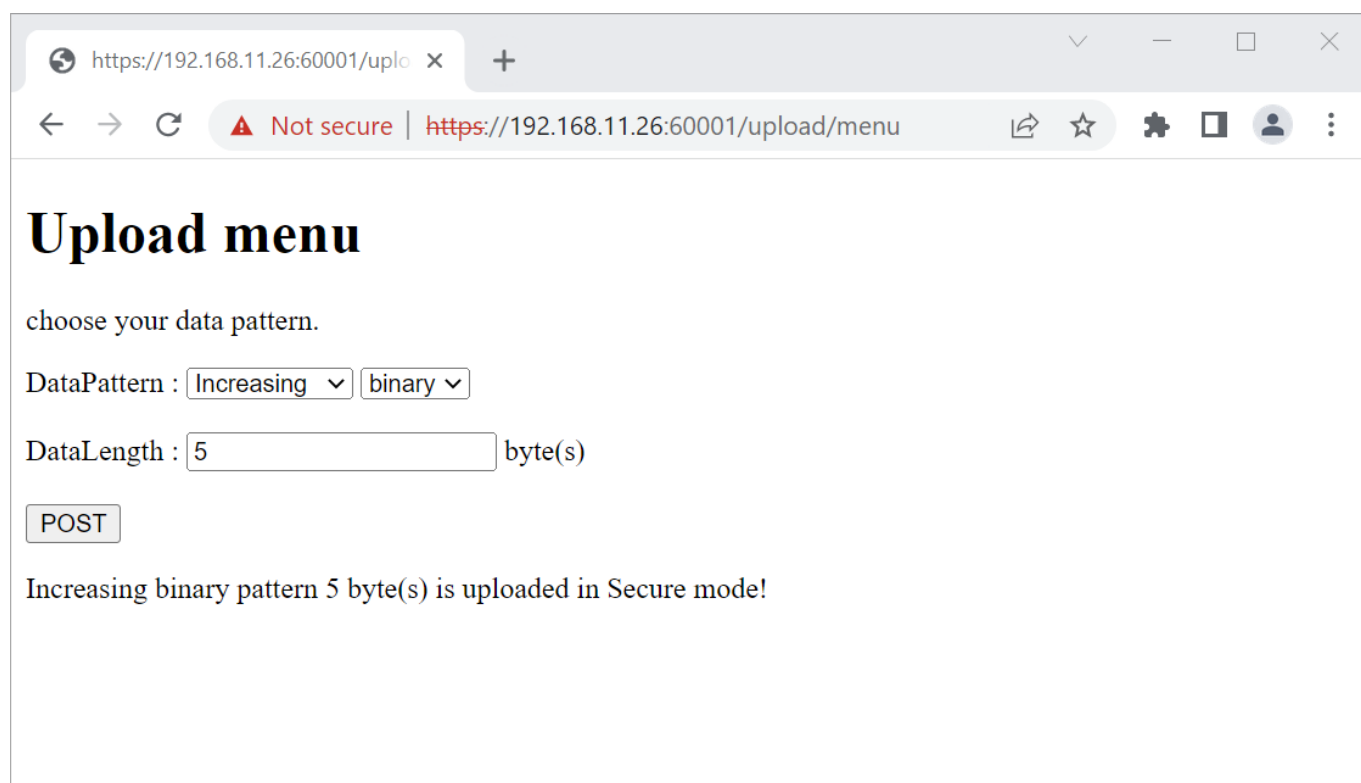 https://192.168.11.26:60001/uplo
Not secure | https://192.168.11.26:60001/upload/menu
Upload menu
choose your data pattern.
DataPattern : Increasing binary
DataLength : 5 byte(s)
POST
Increasing binary pattern 5 byte(s) is uploaded in Secure mode!